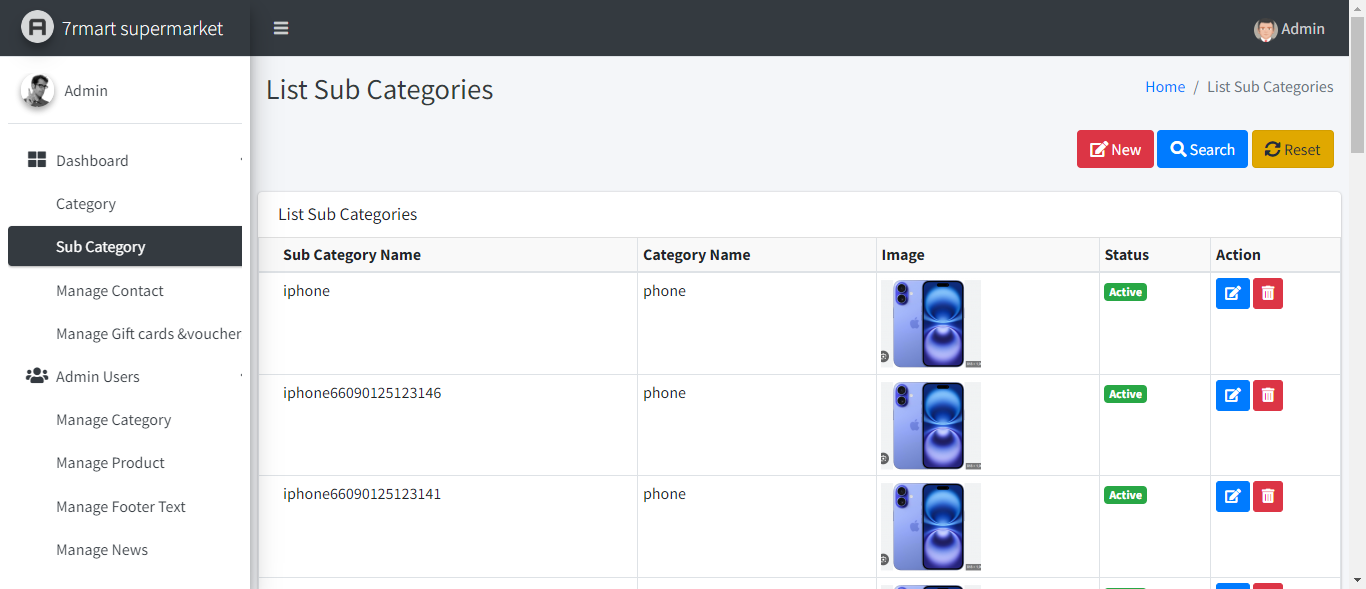 7rmart supermarket
Admin
Admin
List Sub Categories
Home / List Sub Categories
Dashboard
Category
Sub Category
Manage Contact
Manage Gift cards &voucher
Admin Users
Manage Category
Manage Product
Manage Footer Text
Manage News
New Search Reset
List Sub Categories
Sub Category Name Category Name Image Status Action
iphone phone Active
iphone66090125123146 phone Active
iphone66090125123141 phone Active